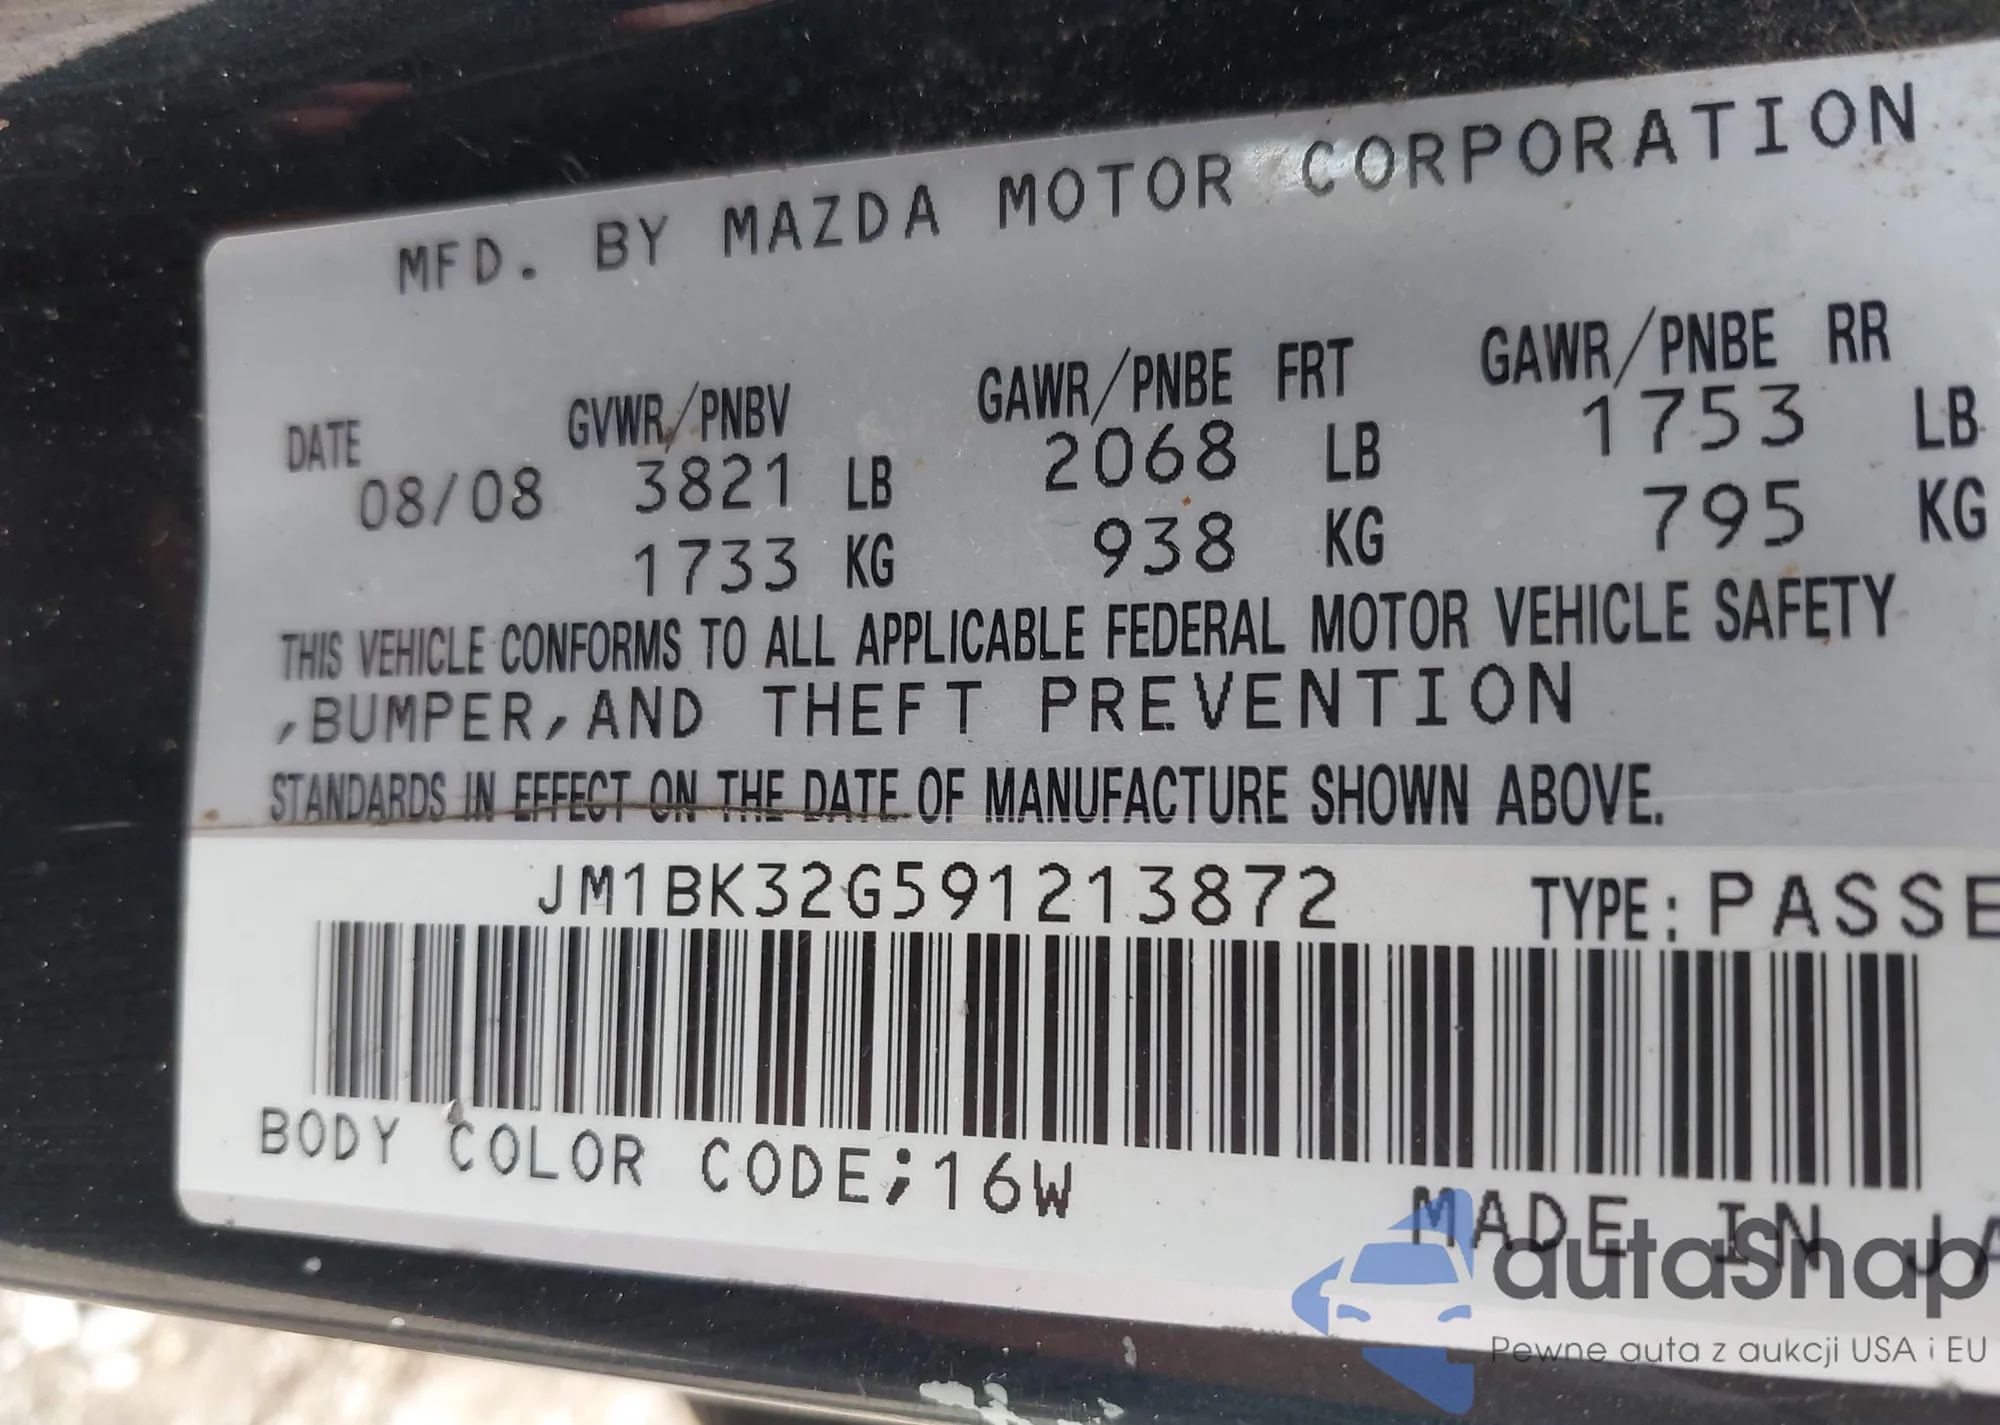 MFD. BY MAZDA MOTOR CORPORATION
DATE GVWR/PNBV GAWR/PNBE FRT GAWR/PNBE RR
08/08 3821 LB 2068 LB 1753 LB
1733 KG 938 KG 795 KG
THIS VEHICLE CONFORMS TO ALL APPLICABLE FEDERAL MOTOR VEHICLE SAFETY
,BUMPER,AND THEFT PREVENTION
STANDARDS IN EFFECT ON THE DATE OF MANUFACTURE SHOWN ABOVE.
JM1BK32G591213872 TYPE: PASSE
BODY COLOR CODE;16W
MADE IN JA
autaSnap
Pewne auta z aukcji USA i EU